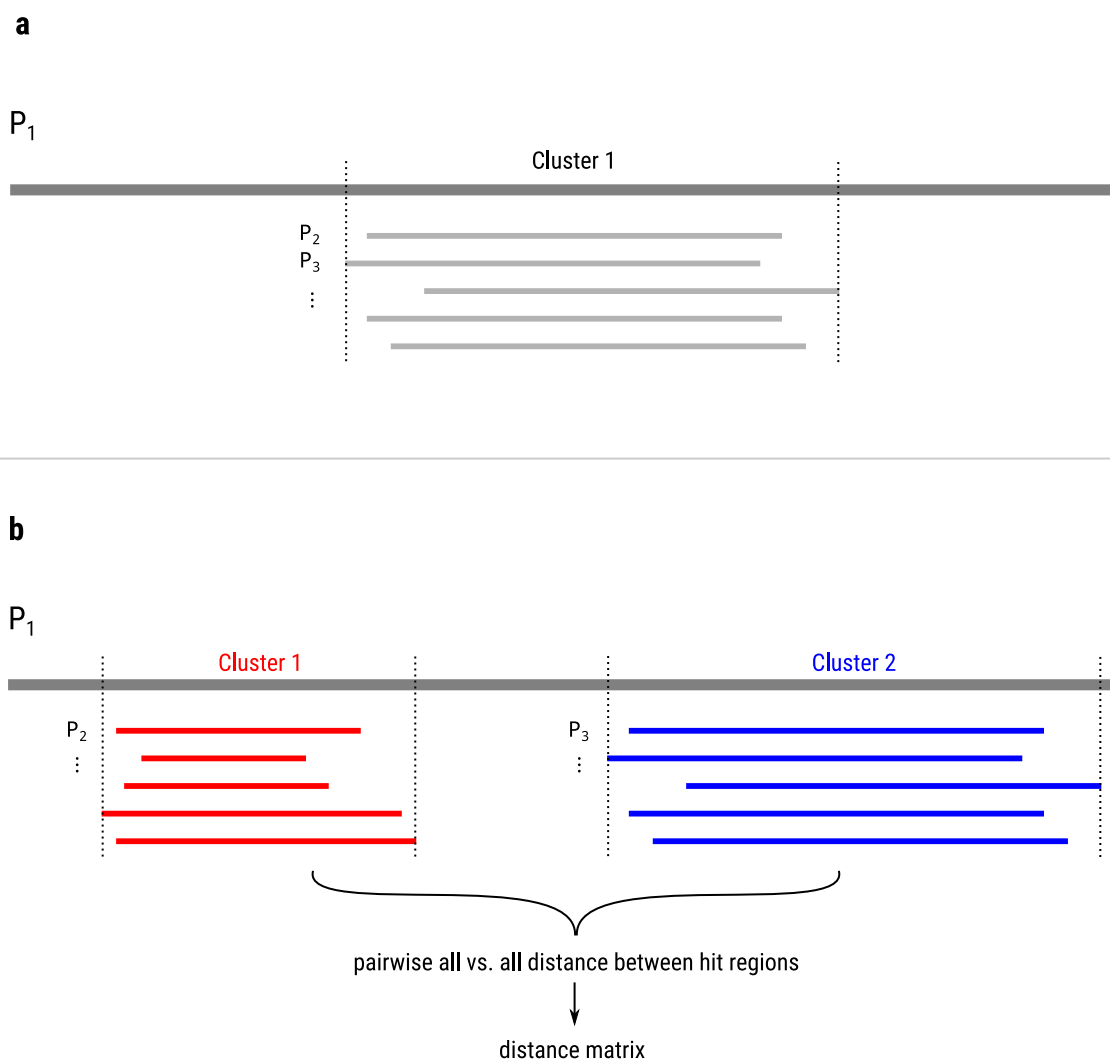 a
P₁
Cluster 1
P₂
P₃
⋮
b
P₁
Cluster 1
Cluster 2
P₂
P₃
⋮
⋮
pairwise all vs. all distance between hit regions
distance matrix